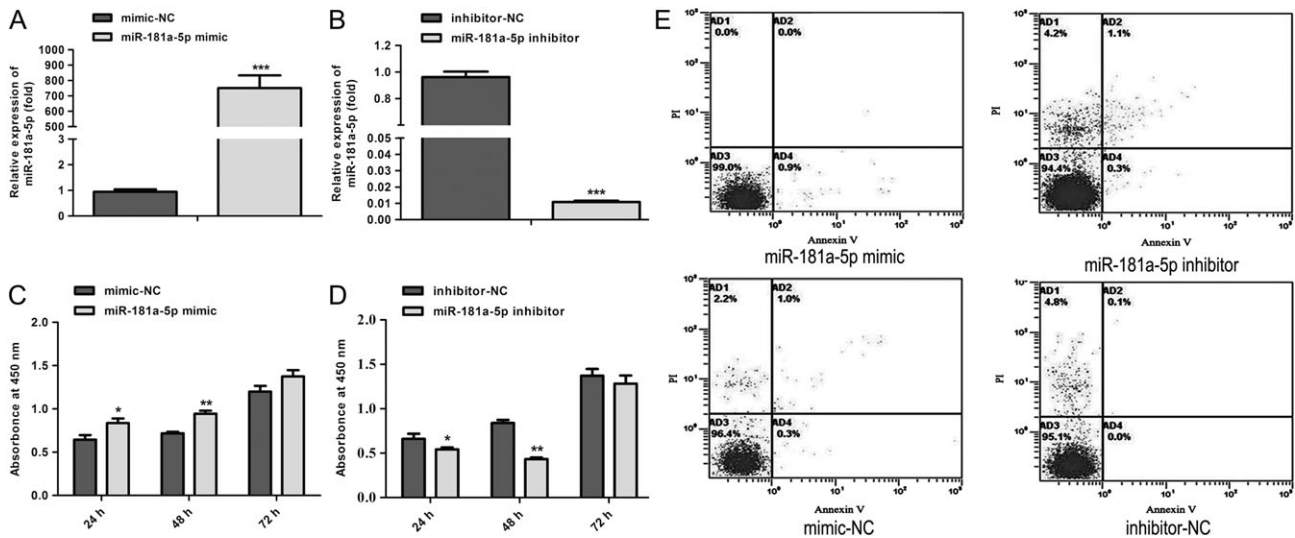 A
mimic-NC
miR-181a-5p mimic
Relative expression of
miR-181a-5p (fold)
1000
900
800
700
600
500
3
2
1
0
***
B
inhibitor-NC
miR-181a-5p inhibitor
Relative expression of
miR-181a-5p (fold)
1.4
1.2
1.0
0.8
0.05
0.04
0.03
0.02
0.01
0.00
***
C
mimic-NC
miR-181a-5p mimic
Absorbonce at 450 nm
2.0
1.5
1.0
0.5
0.0
*
**
24 h
48 h
72 h
D
inhibitor-NC
miR-181a-5p inhibitor
Absorbonce at 450 nm
2.0
1.5
1.0
0.5
0.0
*
**
24 h
48 h
72 h
E
AD1
0.0%
AD2
0.0%
AD3
99.0%
AD4
0.9%
PI
Annexin V
miR-181a-5p mimic
AD1
4.2%
AD2
1.1%
AD3
94.4%
AD4
0.3%
PI
Annexin V
miR-181a-5p inhibitor
AD1
2.2%
AD2
1.0%
AD3
96.4%
AD4
0.3%
PI
Annexin V
mimic-NC
AD1
4.8%
AD2
0.1%
AD3
95.1%
AD4
0.0%
PI
Annexin V
inhibitor-NC